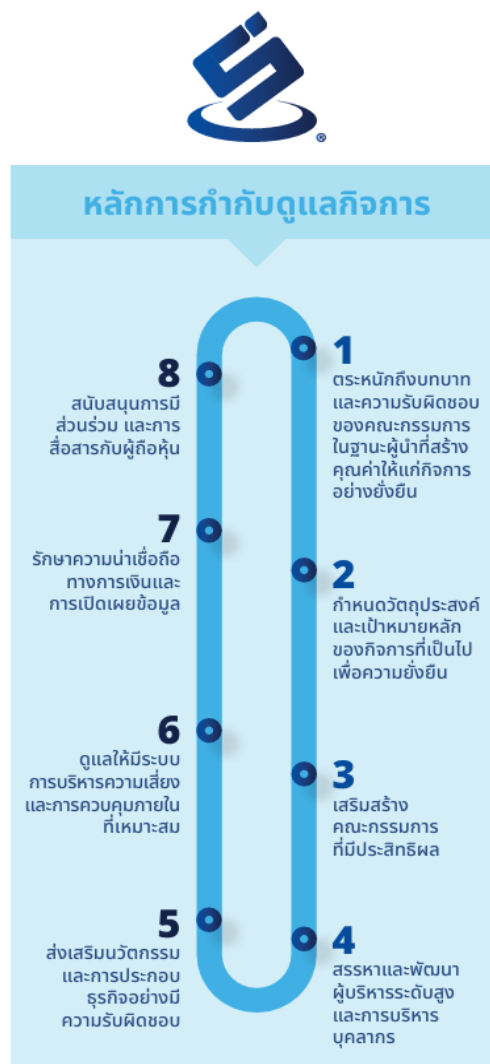 ®
หลักการกำกับดูแลกิจการ
1
ตระหนักถึงบทบาท
และความรับผิดชอบ
ของคณะกรรมการ
ในฐานะผู้นำที่สร้าง
คุณค่าให้แก่กิจการ
อย่างยั่งยืน
2
กำหนดวัตถุประสงค์
และเป้าหมายหลัก
ของกิจการที่เป็นไป
เพื่อความยั่งยืน
3
เสริมสร้าง
คณะกรรมการ
ที่มีประสิทธิผล
4
สรรหาและพัฒนา
ผู้บริหารระดับสูง
และการบริหาร
บุคลากร
5
ส่งเสริมนวัตกรรม
และการประกอบ
ธุรกิจอย่างมี
ความรับผิดชอบ
6
ดูแลให้มีระบบ
การบริหารความเสี่ยง
และการควบคุมภายใน
ที่เหมาะสม
7
รักษาความน่าเชื่อถือ
ทางการเงินและ
การเปิดเผยข้อมูล
8
สนับสนุนการมี
ส่วนร่วม และการ
สื่อสารกับผู้ถือหุ้น